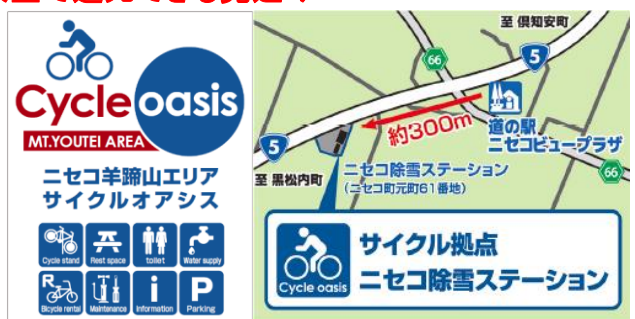 Cycle oasis
MT.YOUTEI AREA
ニセコ羊蹄山エリア
サイクルオアシス
Cycle stand
Rest space
toilet
Water supply
R
Bicycle rental
Maintenance
i
Information
P
Parking
至 倶知安町
66
5
約300m
道の駅
ニセコビュープラザ
66
5
至 黒松内町
ニセコ除雪ステーション
(ニセコ町元町61番地)
Cycle oasis
サイクル拠点
ニセコ除雪ステーション